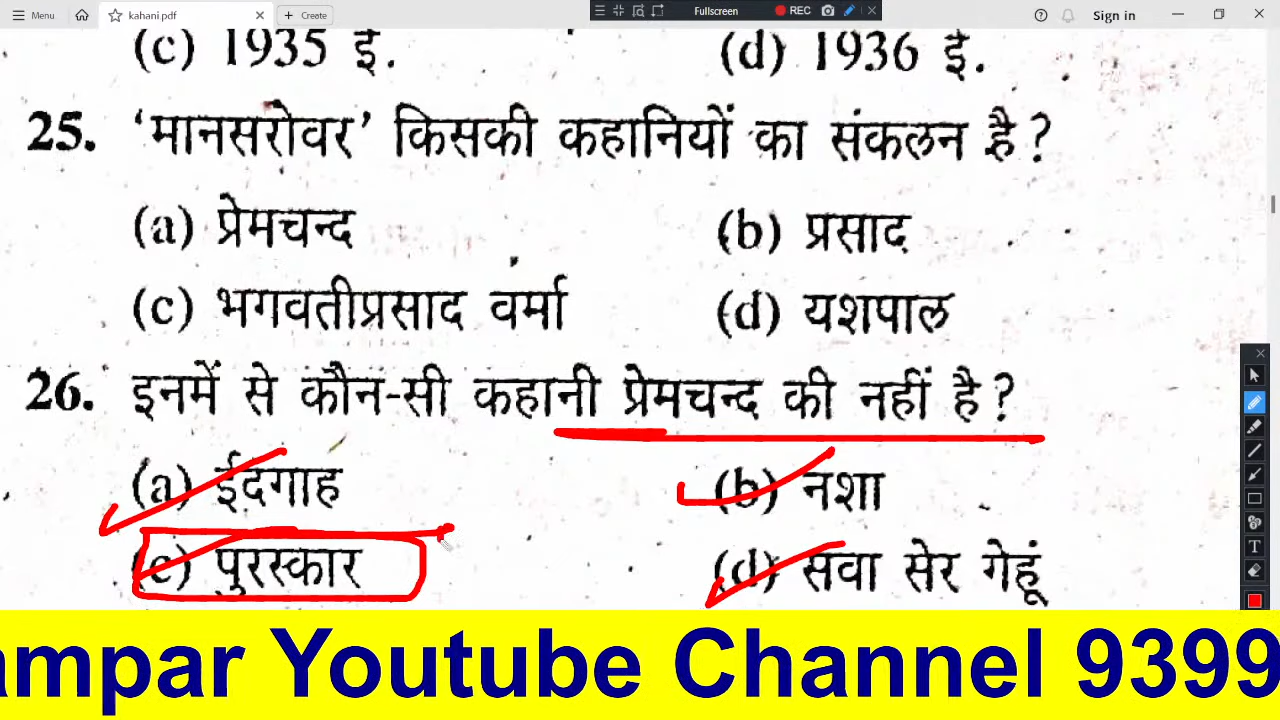 Menu
kahani.pdf
Create
Fullscreen
REC
Sign in
(c) 1935 ई.
(d) 1936 ई.
25. ‘मानसरोवर’ किसकी कहानियों का संकलन है?
(a) प्रेमचन्द
(b) प्रसाद
(c) भगवतीप्रसाद वर्मा
(d) यशपाल
26. इनमें से कौन-सी कहानी प्रेमचन्द की नहीं है?
(a) ईदगाह
(b) नशा
(c) पुरस्कार
(d) सवा सेर गेहूं
ampar Youtube Channel 9399